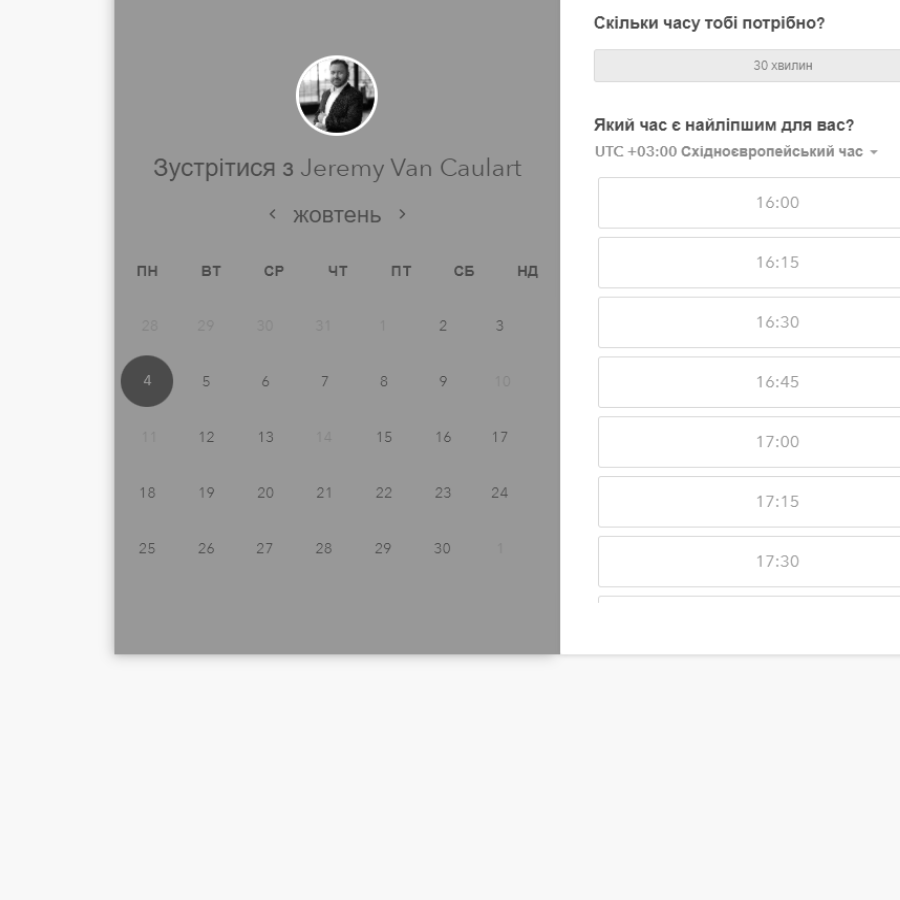 Зустрітися з Jeremy Van Caulart
жовтень
ПН ВТ СР ЧТ ПТ СБ НД
28 29 30 31 1 2 3
4 5 6 7 8 9 10
11 12 13 14 15 16 17
18 19 20 21 22 23 24
25 26 27 28 29 30 1
Скільки часу тобі потрібно?
30 хвилин
Який час є найліпшим для вас?
UTC +03:00 Східноєвропейський час
16:00
16:15
16:30
16:45
17:00
17:15
17:30